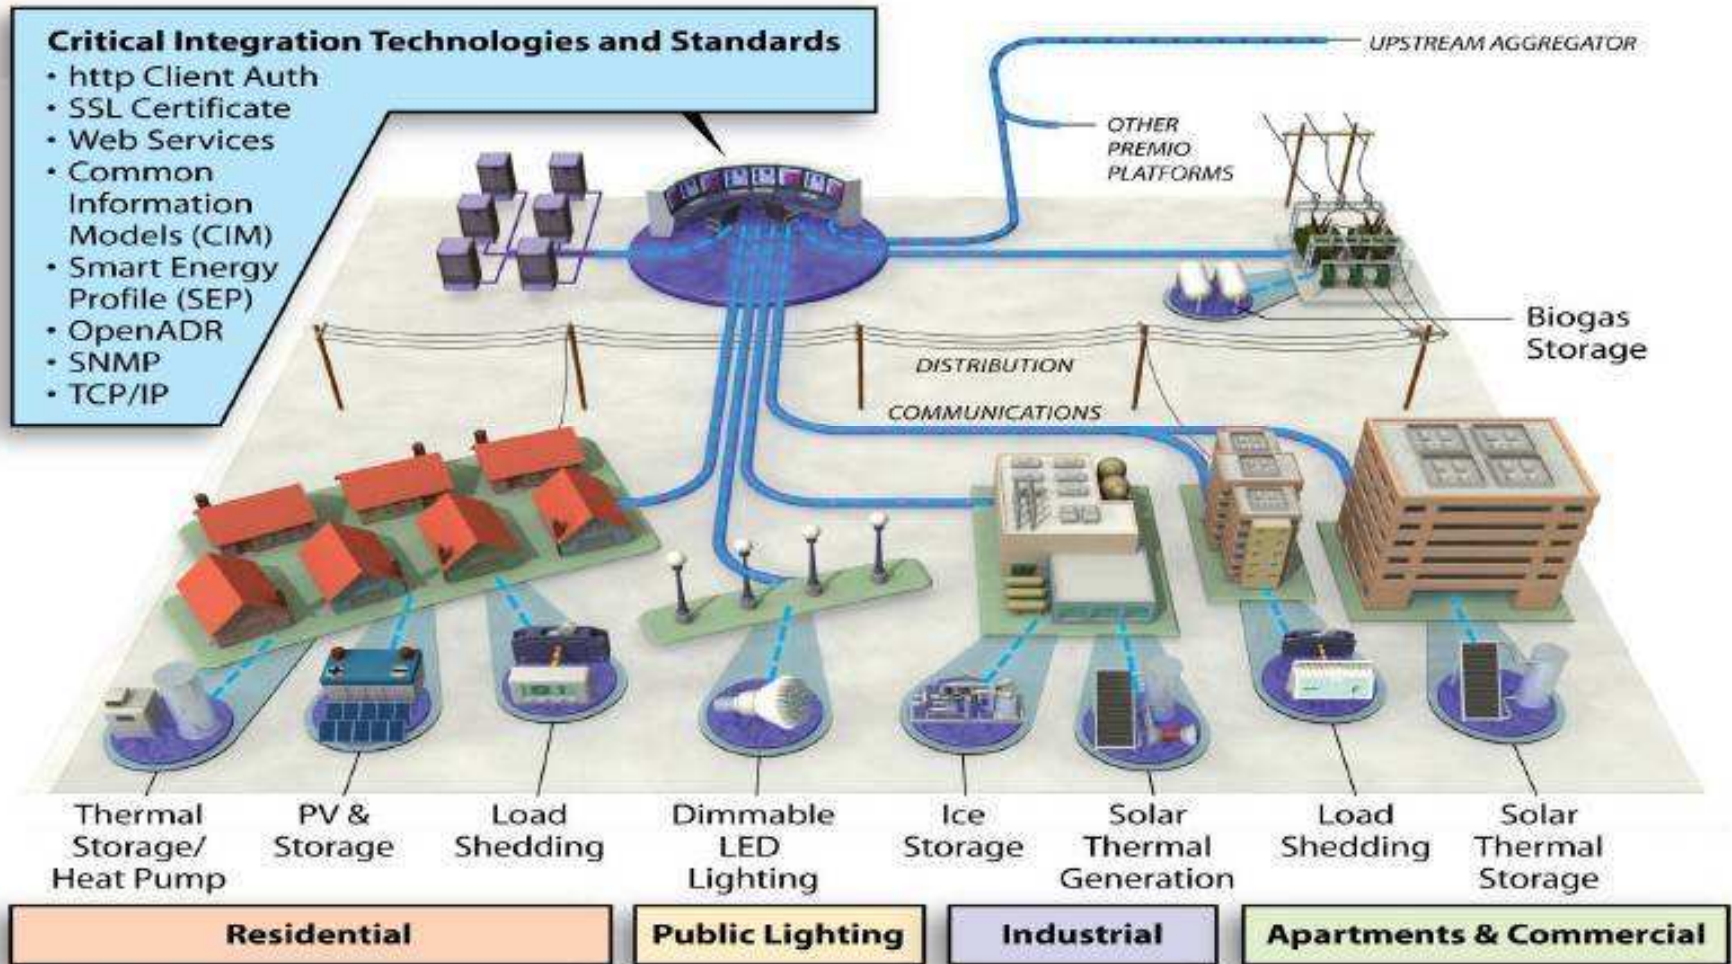 Critical Integration Technologies and Standards
• http Client Auth
• SSL Certificate
• Web Services
• Common
Information
Models (CIM)
• Smart Energy
Profile (SEP)
• OpenADR
• SNMP
• TCP/IP
UPSTREAM AGGREGATOR
OTHER
PREMIO
PLATFORMS
Biogas
Storage
DISTRIBUTION
COMMUNICATIONS
Thermal
Storage/
Heat Pump
PV &
Storage
Load
Shedding
Dimmable
LED
Lighting
Ice
Storage
Solar
Thermal
Generation
Load
Shedding
Solar
Thermal
Storage
Residential
Public Lighting
Industrial
Apartments & Commercial